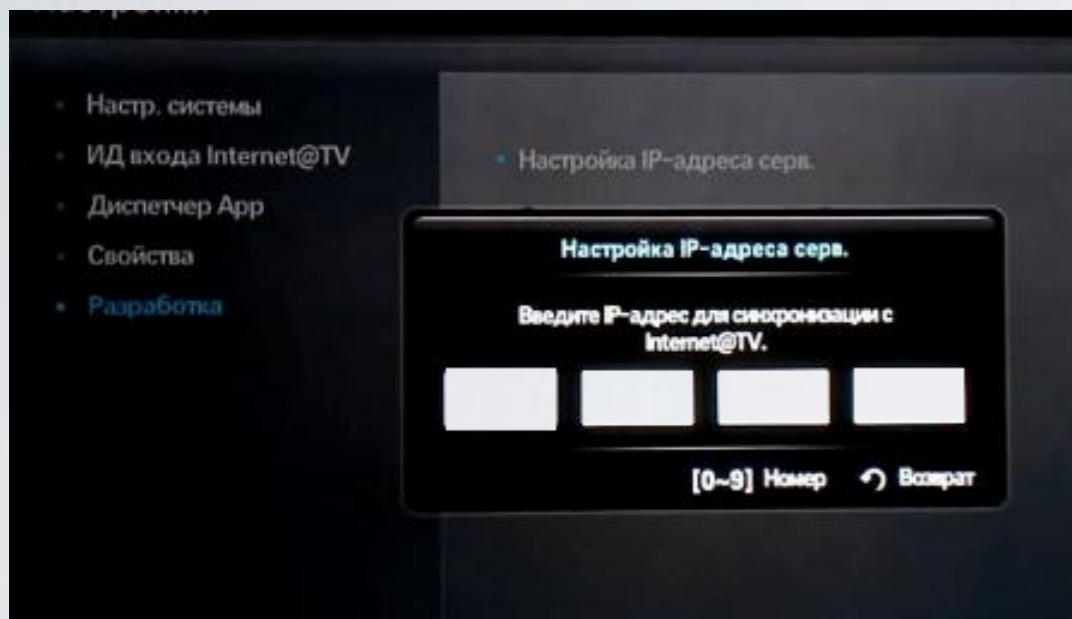 Настр. системы
ИД входа Internet@TV
Диспетчер App
Свойства
Разработка
Настройка IP-адреса серв.
Настройка IP-адреса серв.
Введите IP-адрес для синхронизации с
Internet@TV.
[0~9] Номер Возврат